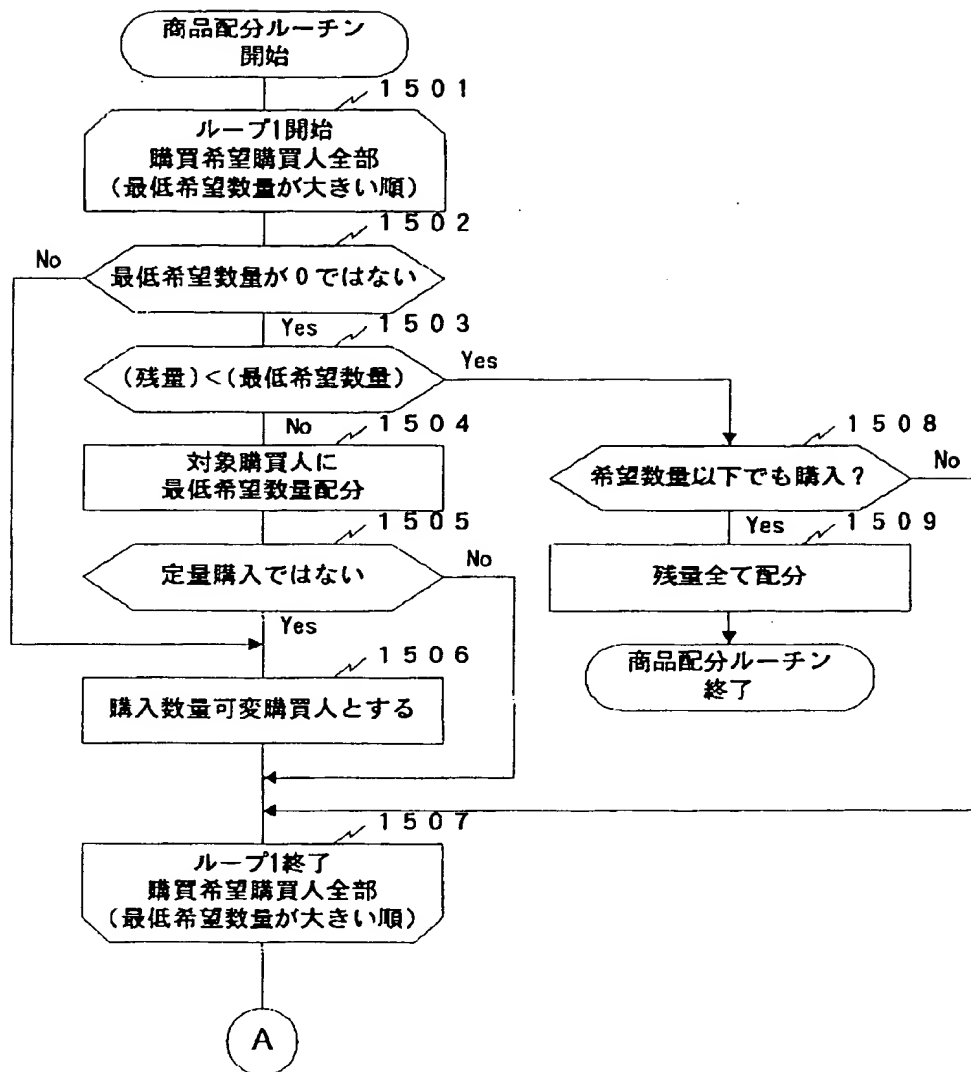 商品配分ルーチン
開始
1501
ループ1開始
購買希望購買人全部
(最低希望数量が大きい順)
1502
No
最低希望数量が0ではない
Yes
1503
(残量)<(最低希望数量)
Yes
No
1504
対象購買人に
最低希望数量配分
1505
定量購入ではない
No
Yes
1506
購入数量可変購買人とする
1508
希望数量以下でも購入?
No
Yes
1509
残量全て配分
商品配分ルーチン
終了
1507
ループ1終了
購買希望購買人全部
(最低希望数量が大きい順)
A